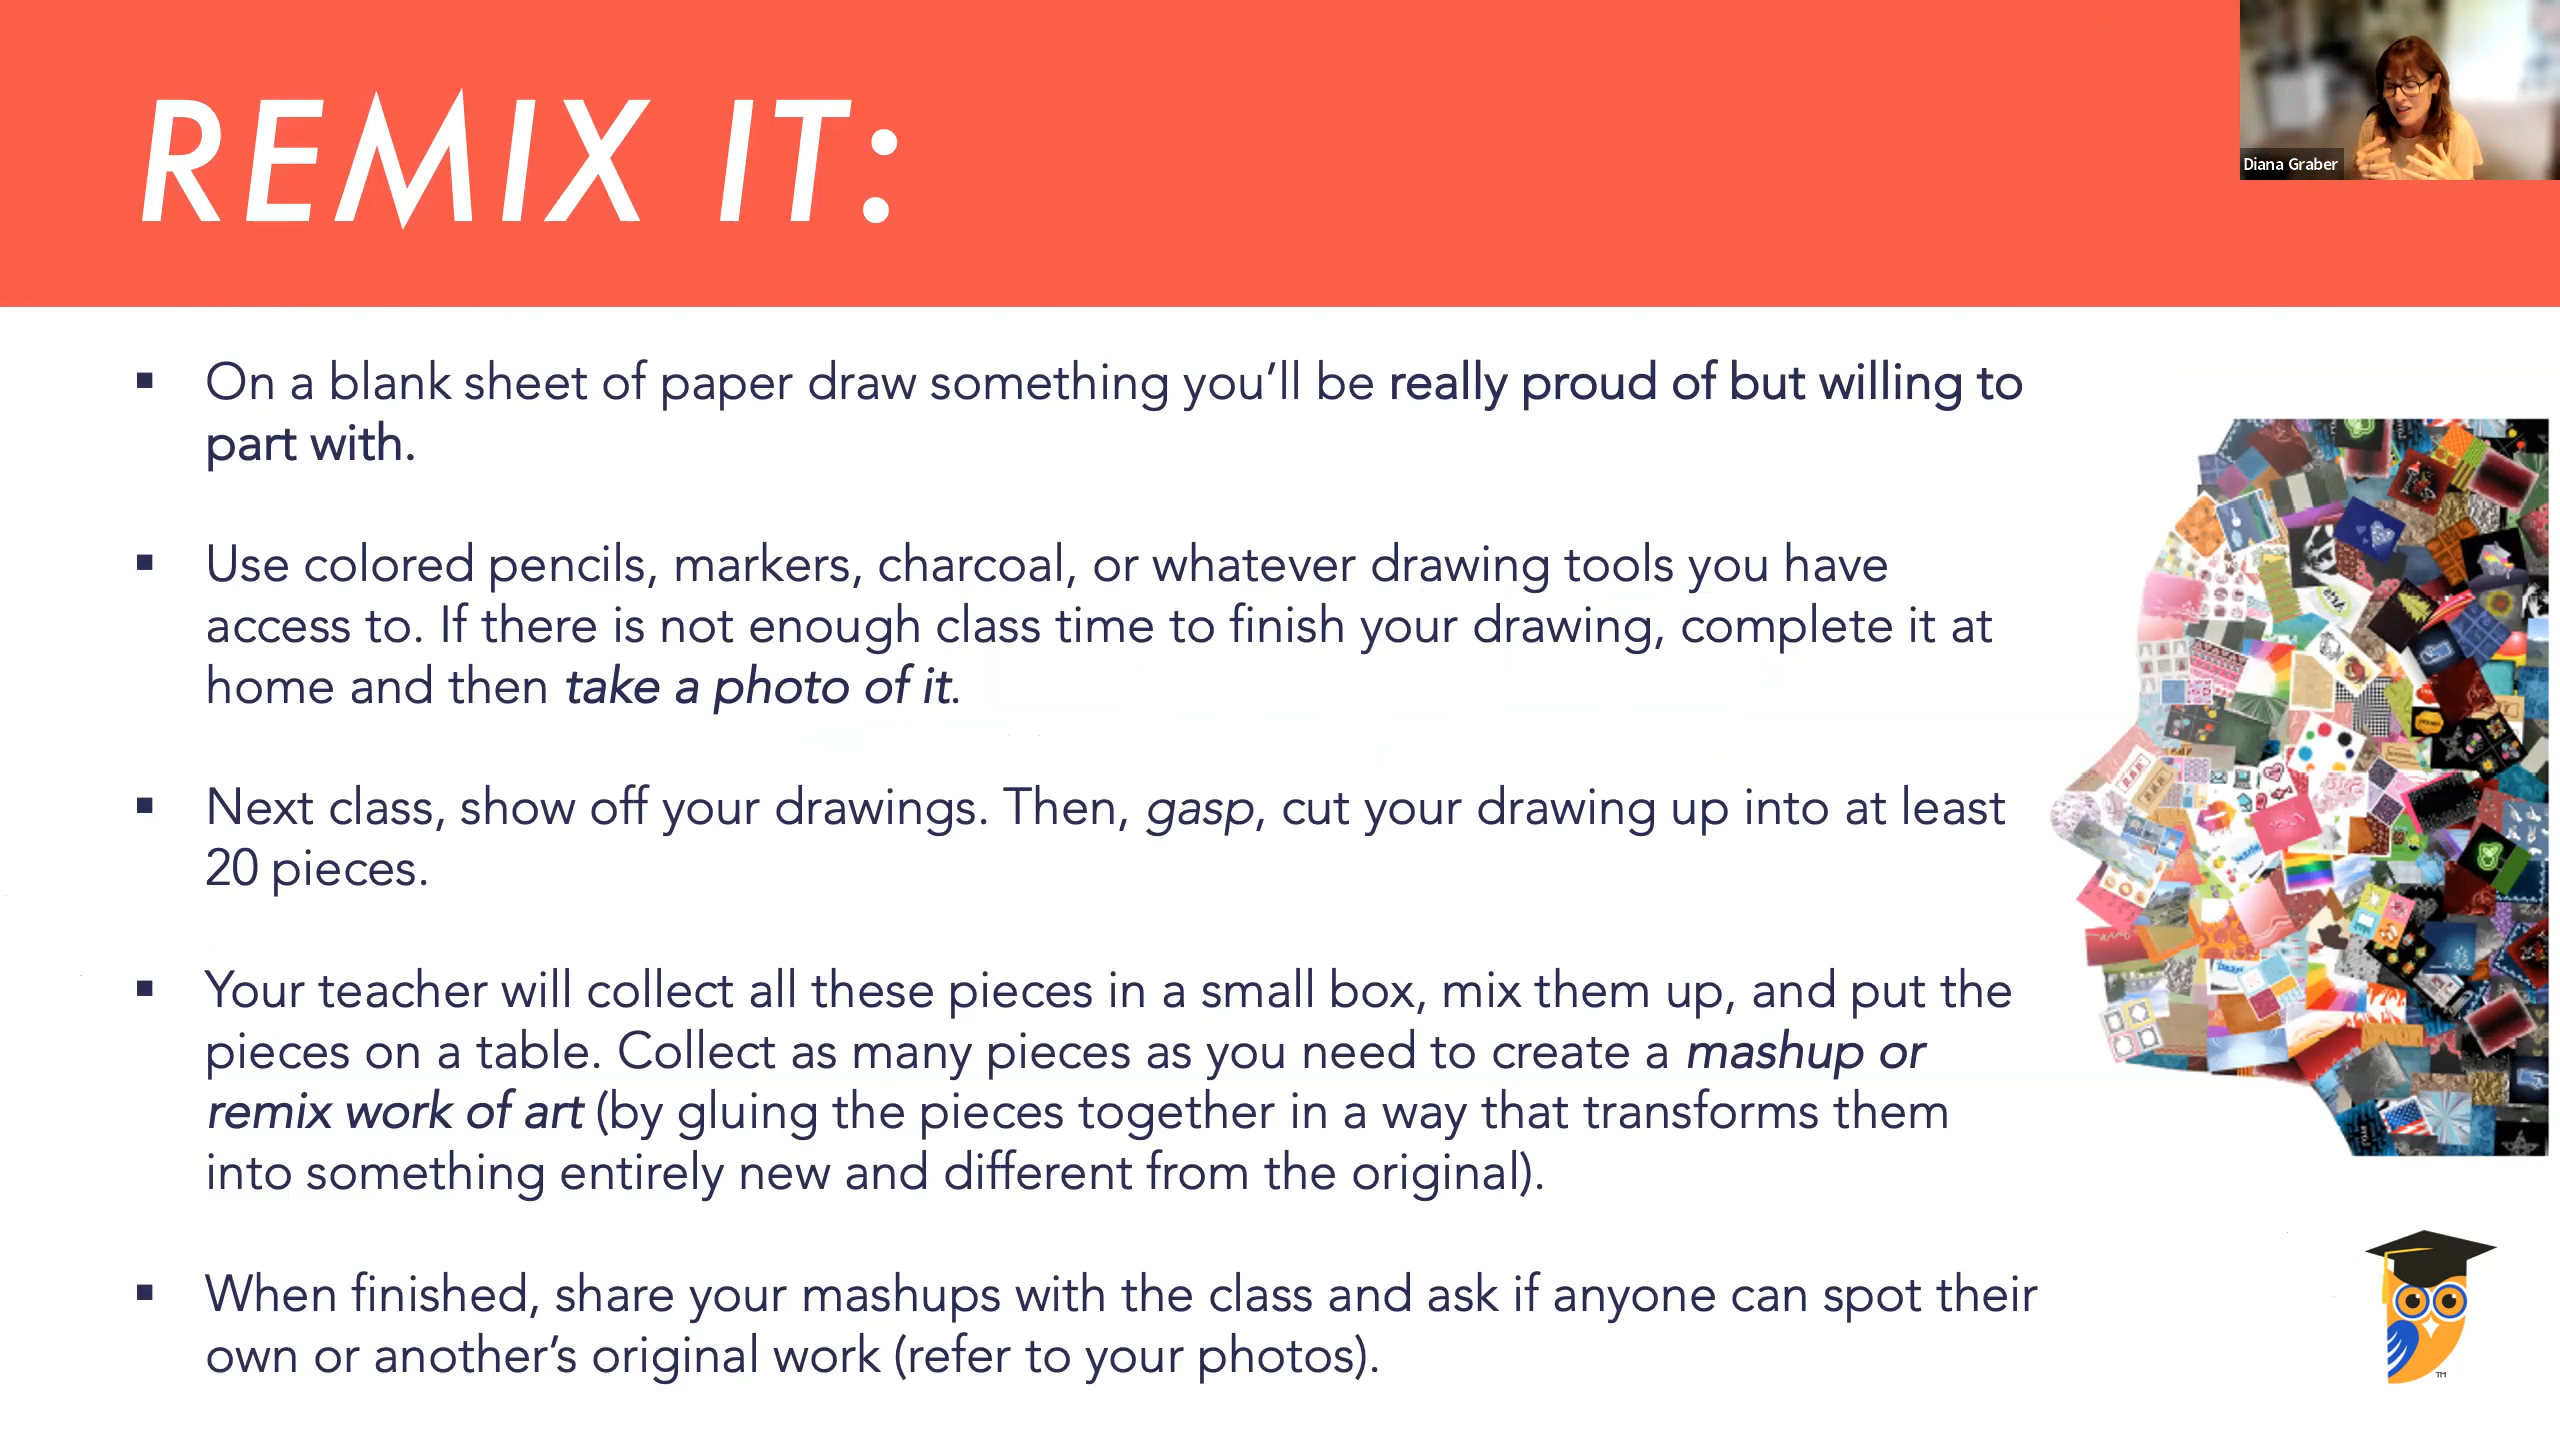 REMIX IT:
Diana Graber
▪ On a blank sheet of paper draw something you’ll be really proud of but willing to
part with.
▪ Use colored pencils, markers, charcoal, or whatever drawing tools you have
access to. If there is not enough class time to finish your drawing, complete it at
home and then take a photo of it.
▪ Next class, show off your drawings. Then, gasp, cut your drawing up into at least
20 pieces.
▪ Your teacher will collect all these pieces in a small box, mix them up, and put the
pieces on a table. Collect as many pieces as you need to create a mashup or
remix work of art (by gluing the pieces together in a way that transforms them
into something entirely new and different from the original).
▪ When finished, share your mashups with the class and ask if anyone can spot their
own or another’s original work (refer to your photos).
TM